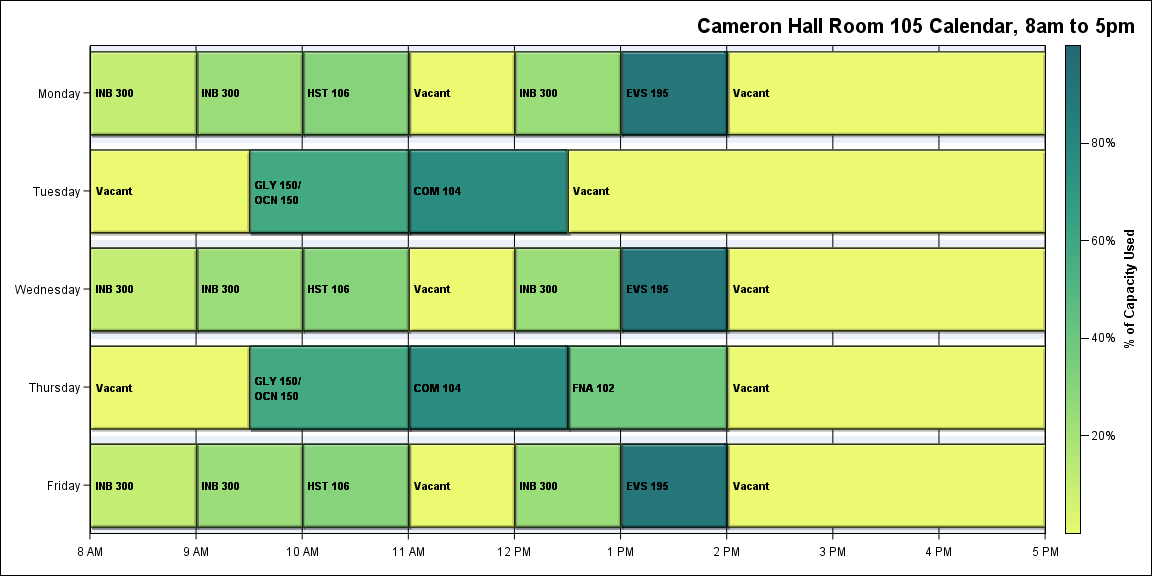 Cameron Hall Room 105 Calendar, 8am to 5pm
Monday
INB 300
INB 300
HST 106
Vacant
INB 300
EVS 195
Vacant
Tuesday
Vacant
GLY 150/
OCN 150
COM 104
Vacant
Wednesday
INB 300
INB 300
HST 106
Vacant
INB 300
EVS 195
Vacant
Thursday
Vacant
GLY 150/
OCN 150
COM 104
FNA 102
Vacant
Friday
INB 300
INB 300
HST 106
Vacant
INB 300
EVS 195
Vacant
8 AM
9 AM
10 AM
11 AM
12 PM
1 PM
2 PM
3 PM
4 PM
5 PM
80%
60%
40%
20%
% of Capacity Used